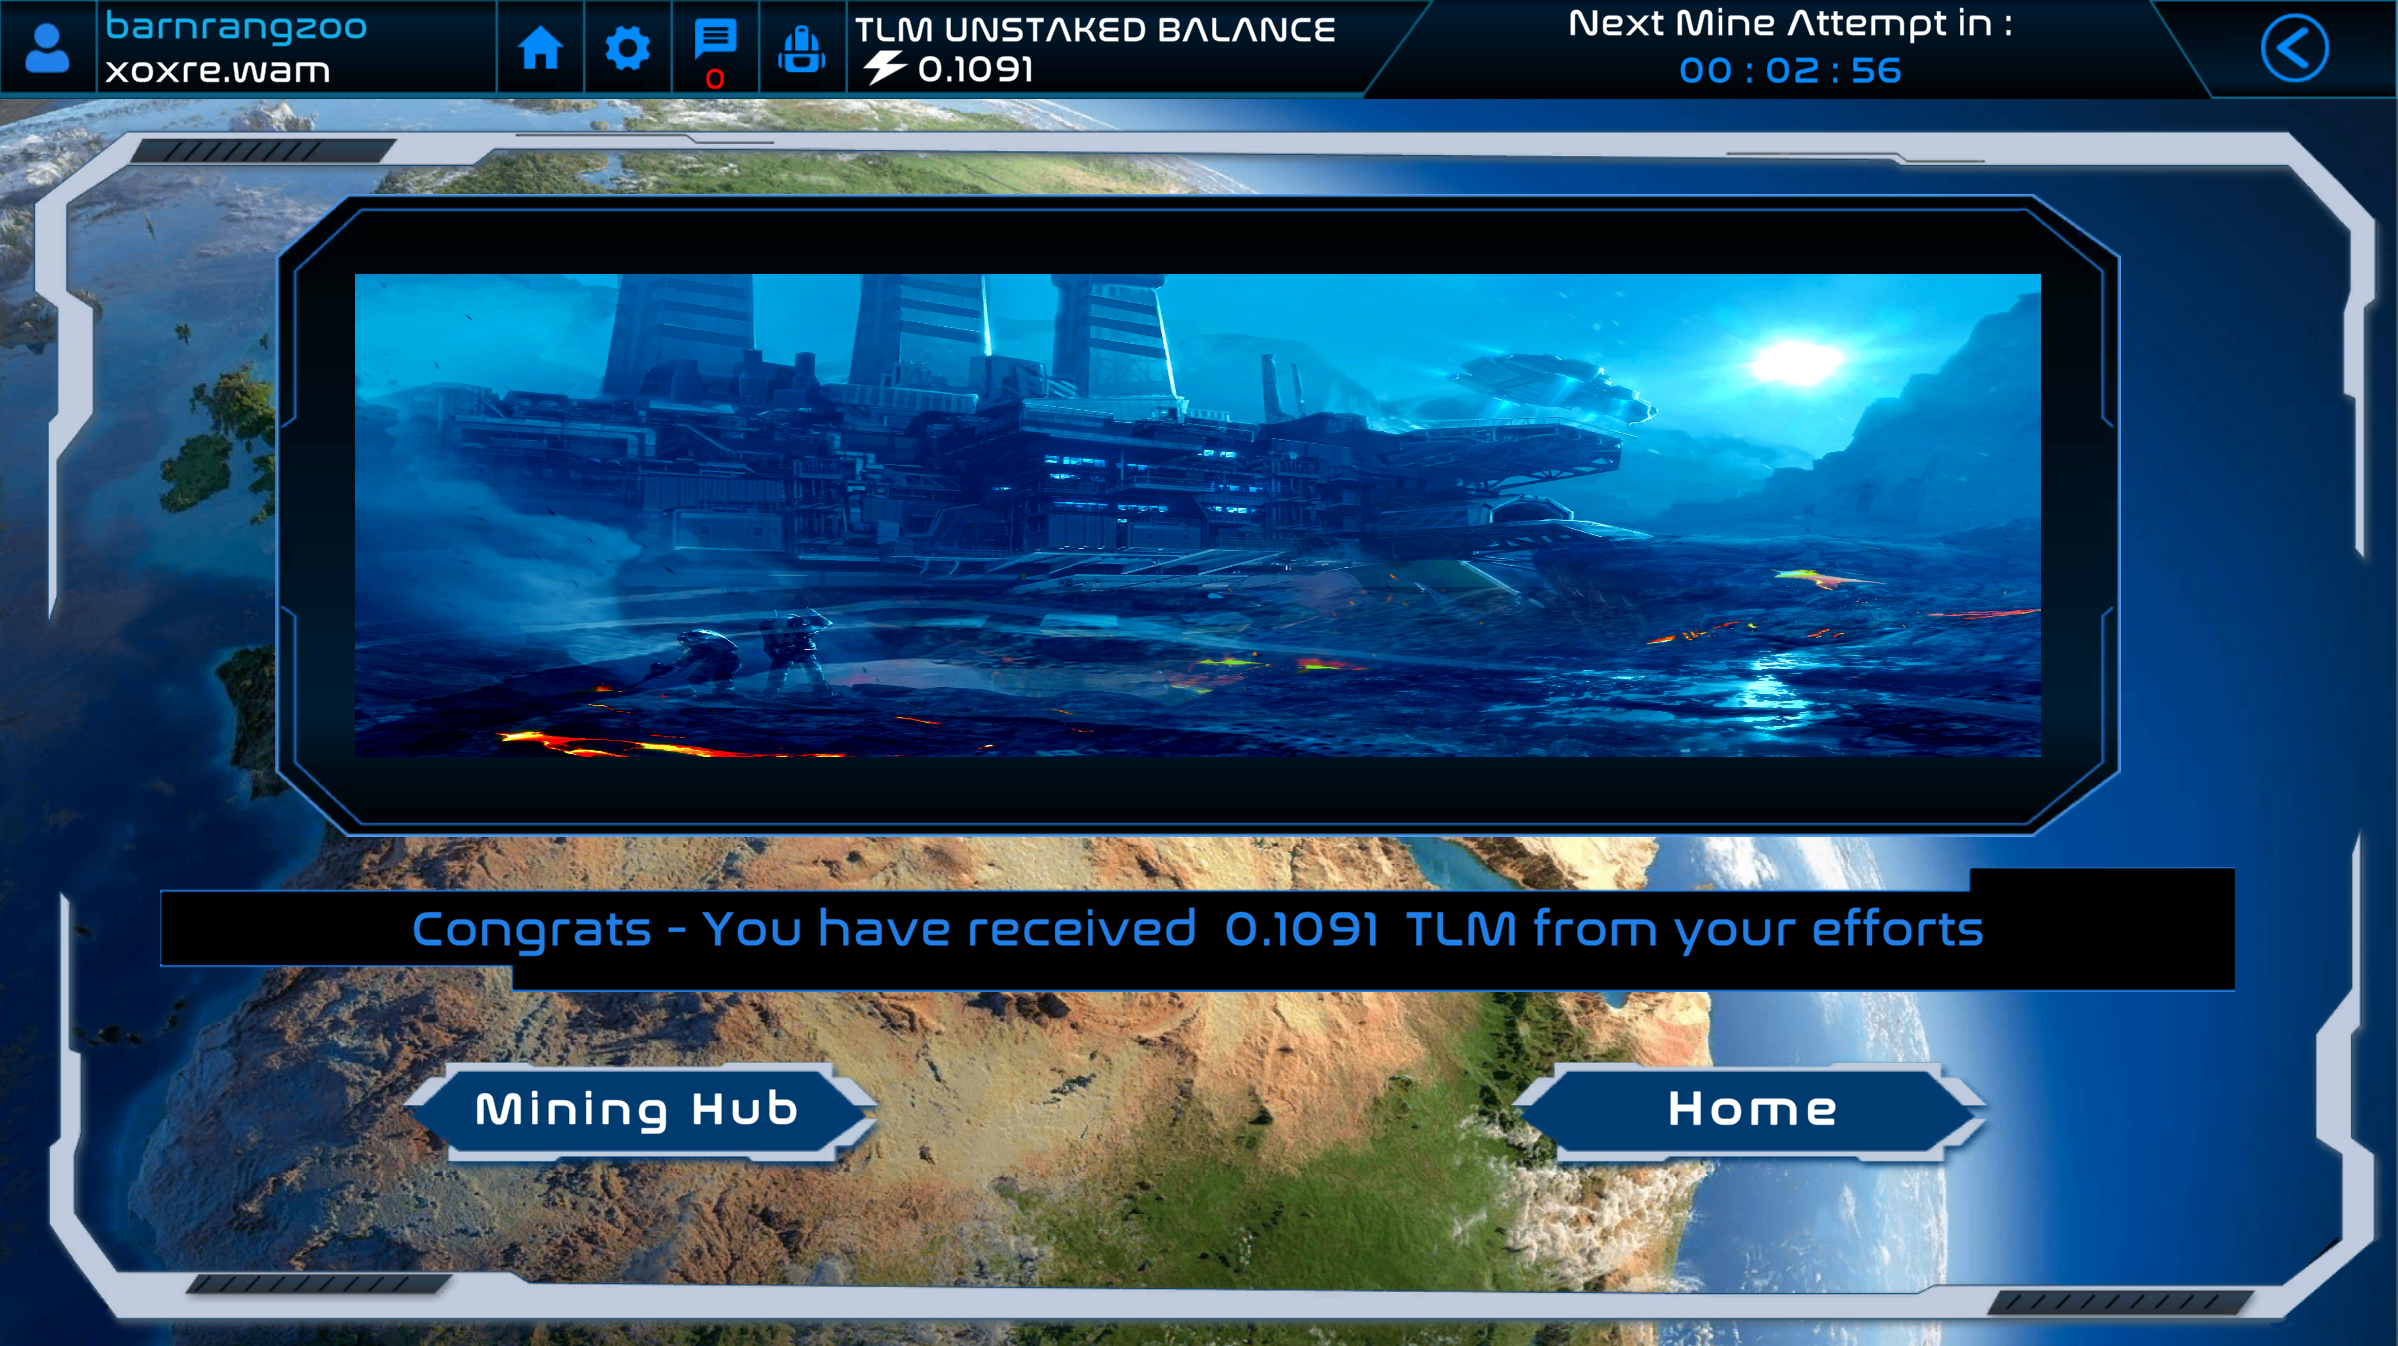 barnrangzoo
xoxre.wam
0
TLM UNSTAKED BALANCE
0.1091
Next Mine Attempt in :
00 : 02 : 56
Congrats - You have received 0.1091 TLM from your efforts
Mining Hub
Home